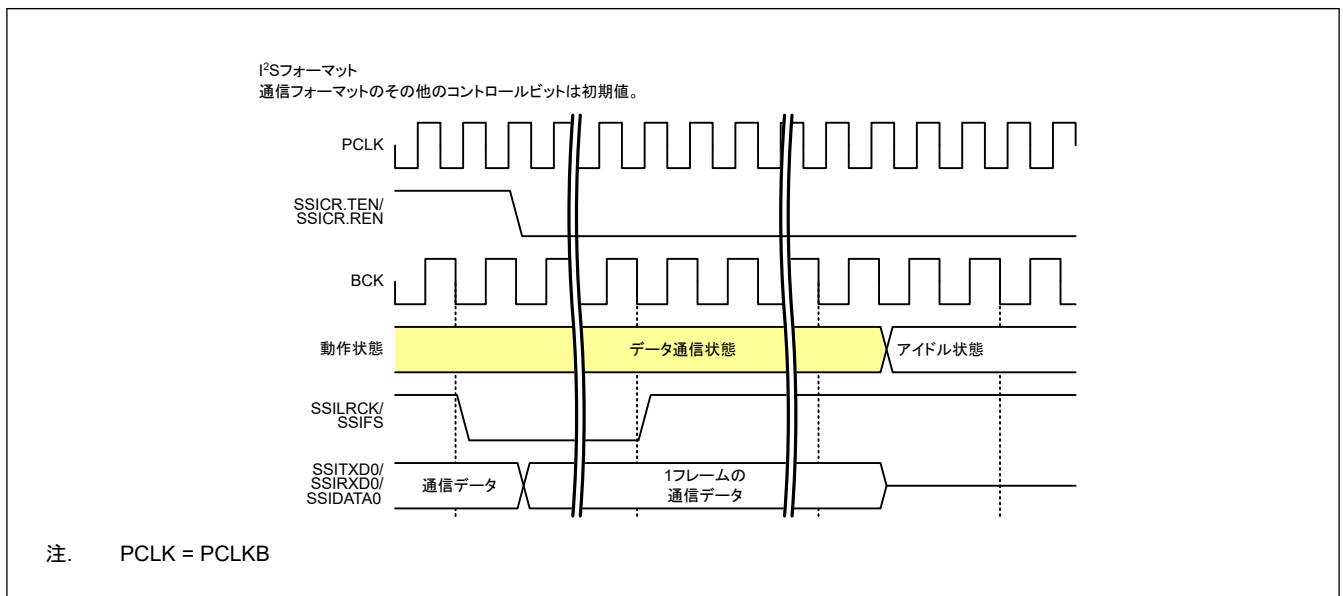 I²Sフォーマット
通信フォーマットのその他のコントロールビットは初期値。
PCLK
SSICR.TEN/
SSICR.REN
BCK
動作状態
データ通信状態
アイドル状態
SSILRCK/
SSIFS
SSITXD0/
SSIRXD0/
SSIDATA0
通信データ
1フレームの
通信データ
注. PCLK = PCLKB